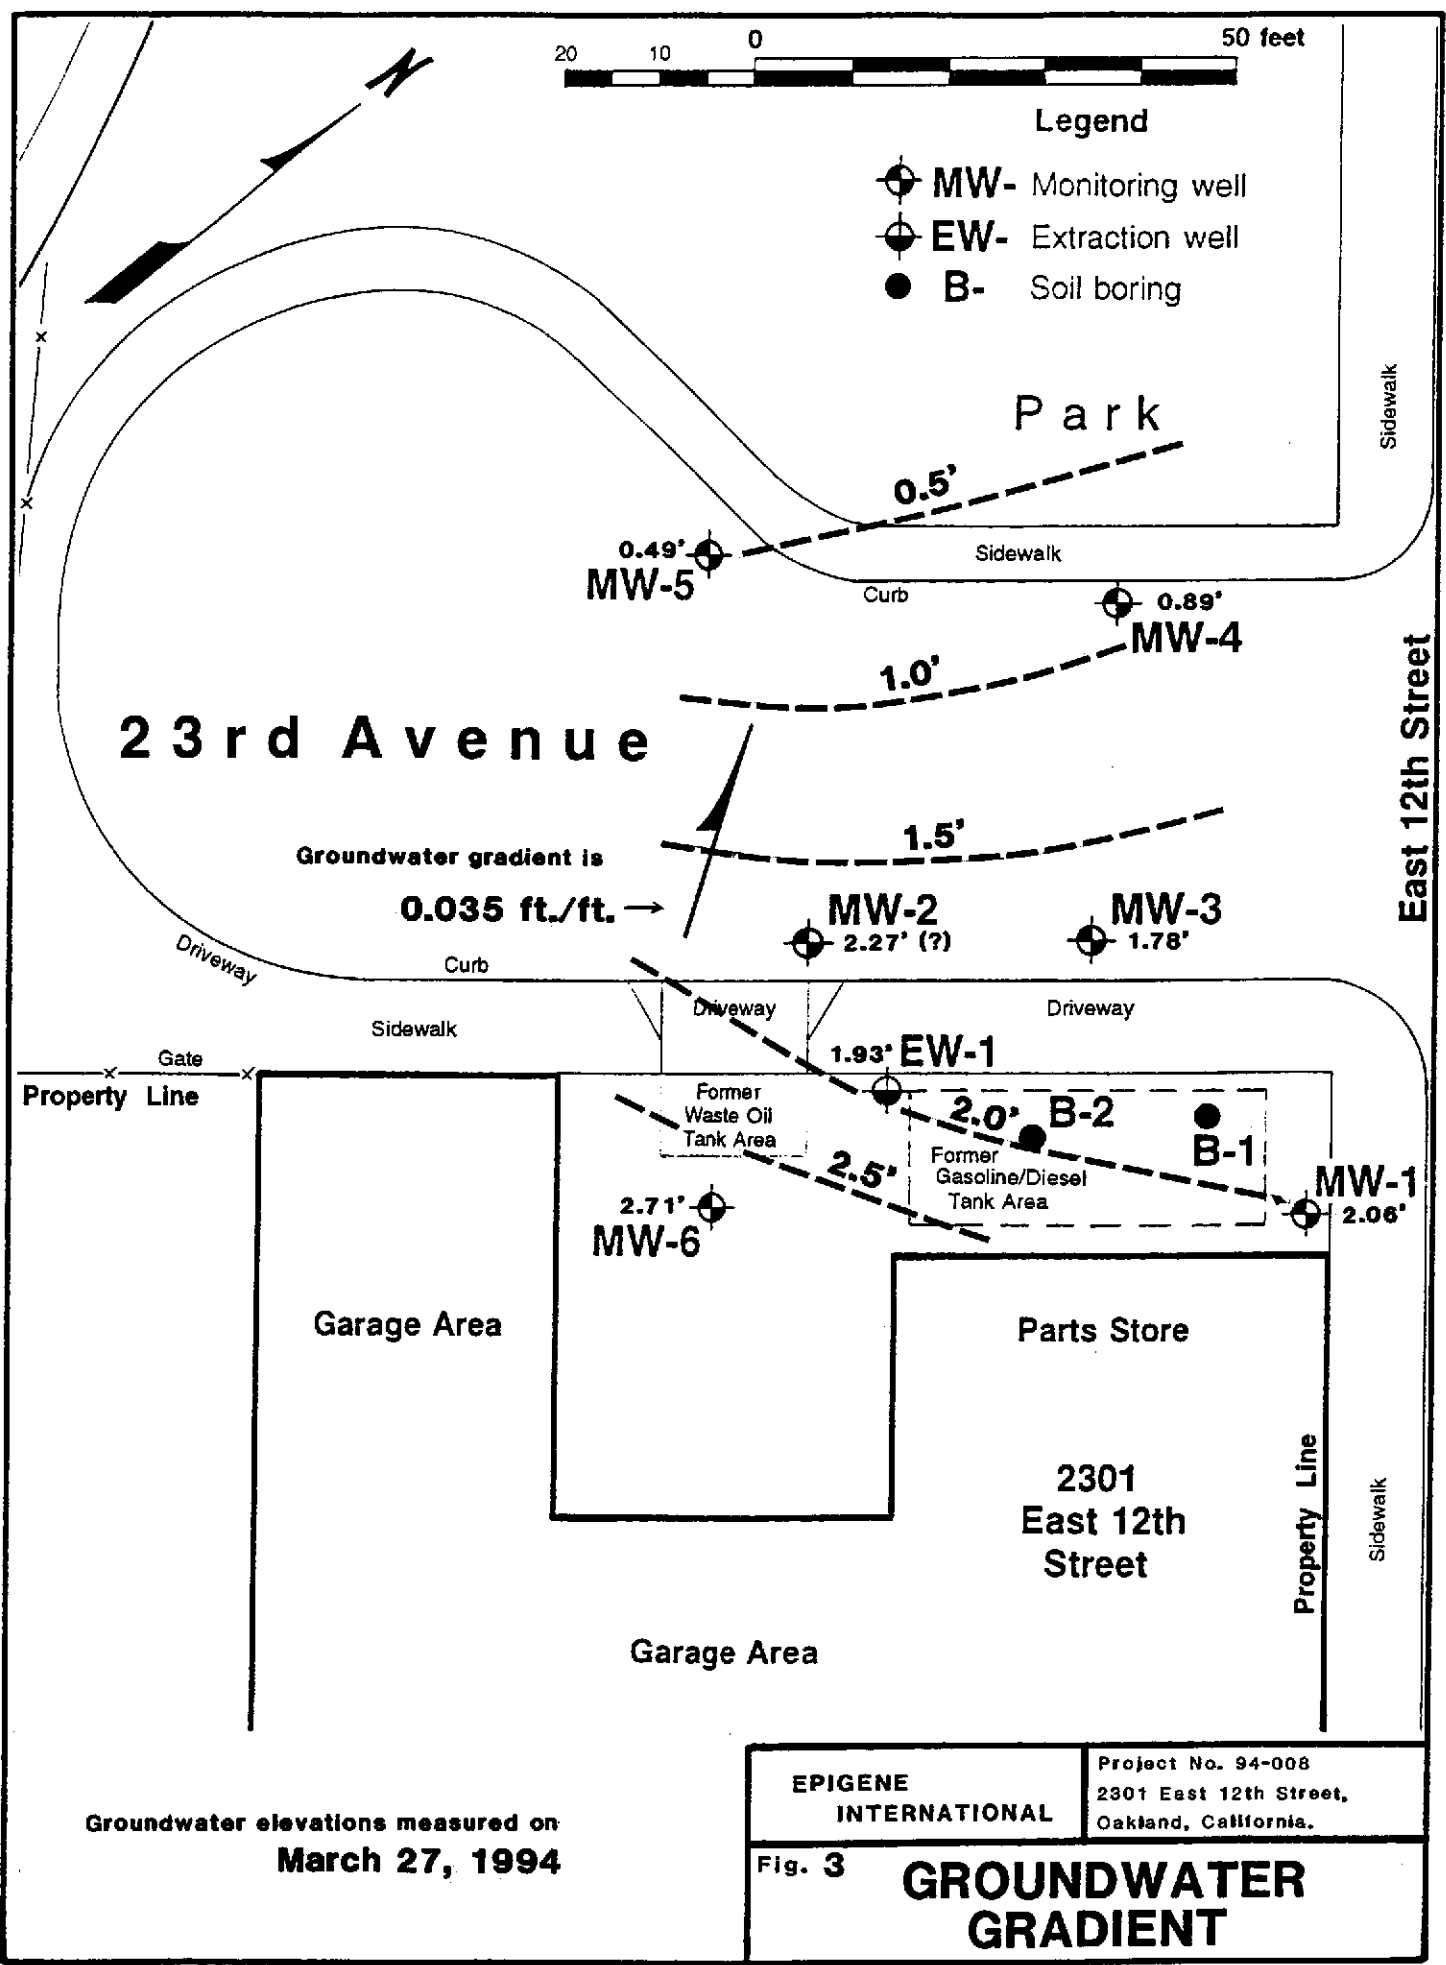 N
20 10 0 50 feet
Legend
MW- Monitoring well
EW- Extraction well
B- Soil boring
Park
Sidewalk
0.5'
0.49'
MW-5
Sidewalk
Curb
0.89'
MW-4
1.0'
East 12th Street
23rd Avenue
1.5'
Groundwater gradient is
0.035 ft./ft.
MW-2
2.27' (?)
MW-3
1.78'
Driveway
Curb
Driveway
Driveway
Sidewalk
1.93' EW-1
Gate
Property Line
Former
Waste Oil
Tank Area
2.0'
B-2
B-1
Former
Gasoline/Diesel
Tank Area
2.5'
MW-1
2.06'
2.71'
MW-6
Garage Area
Parts Store
2301
East 12th
Street
Property Line
Sidewalk
Garage Area
Groundwater elevations measured on
March 27, 1994
EPIGENE
INTERNATIONAL
Project No. 94-008
2301 East 12th Street,
Oakland, California.
Fig. 3
GROUNDWATER
GRADIENT